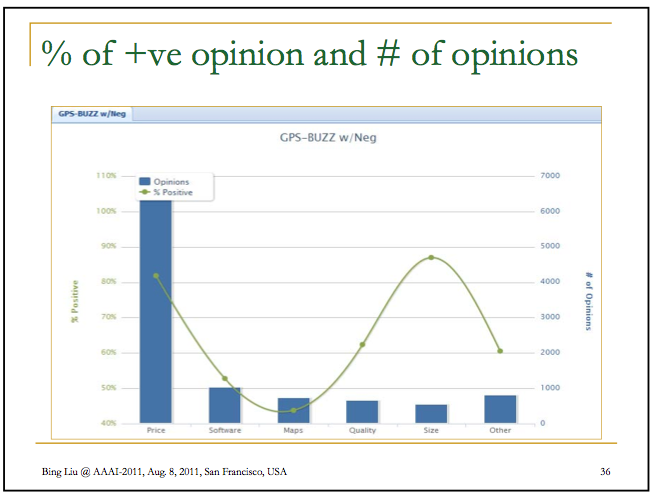 % of +ve opinion and # of opinions
GPS-BUZZ w/Neg
GPS-BUZZ w/Neg
Opinions
% Positive
110%
100%
90%
80%
70%
60%
50%
40%
% Positive
7000
6000
5000
4000
3000
2000
1000
0
# of Opinions
Price Software Maps Quality Size Other
Bing Liu @ AAAI-2011, Aug. 8, 2011, San Francisco, USA 36